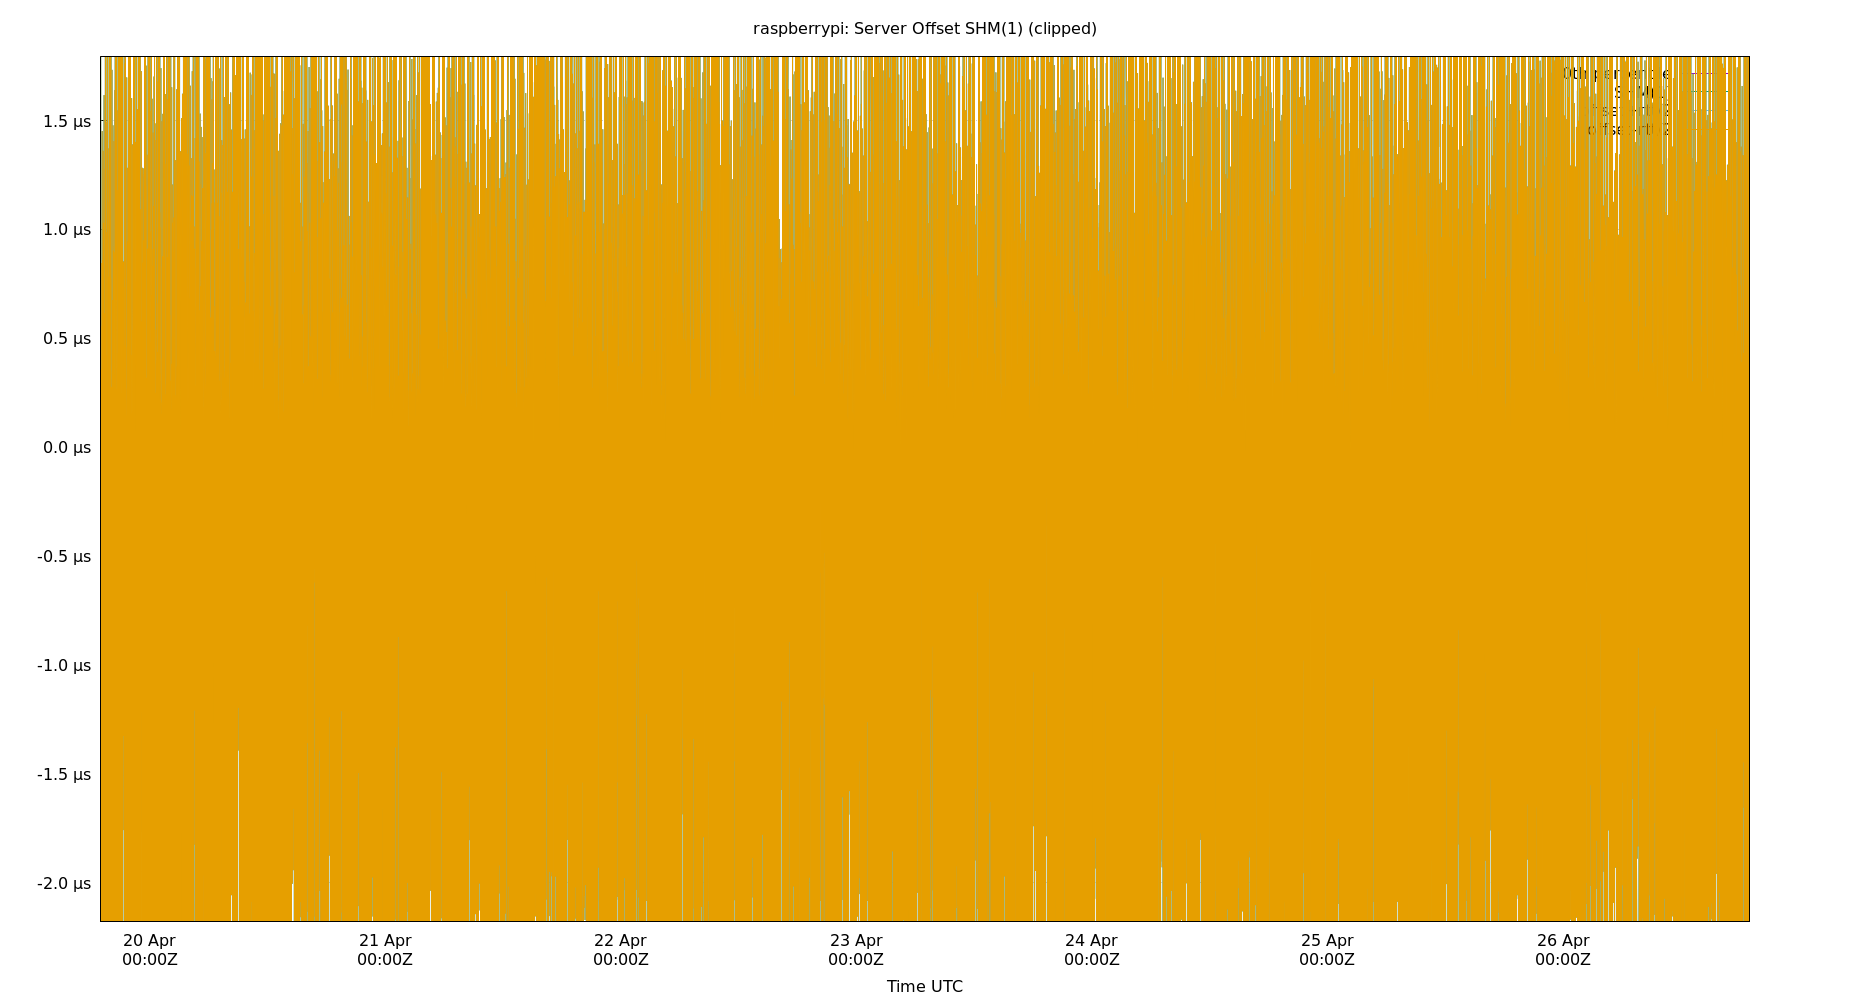 raspberrypi: Server Offset SHM(1) (clipped)
1.5 µs
1.0 µs
0.5 µs
0.0 µs
-0.5 µs
-1.0 µs
-1.5 µs
-2.0 µs
20 Apr 21 Apr 22 Apr 23 Apr 24 Apr 25 Apr 26 Apr
00:00Z 00:00Z 00:00Z 00:00Z 00:00Z 00:00Z 00:00Z
Time UTC